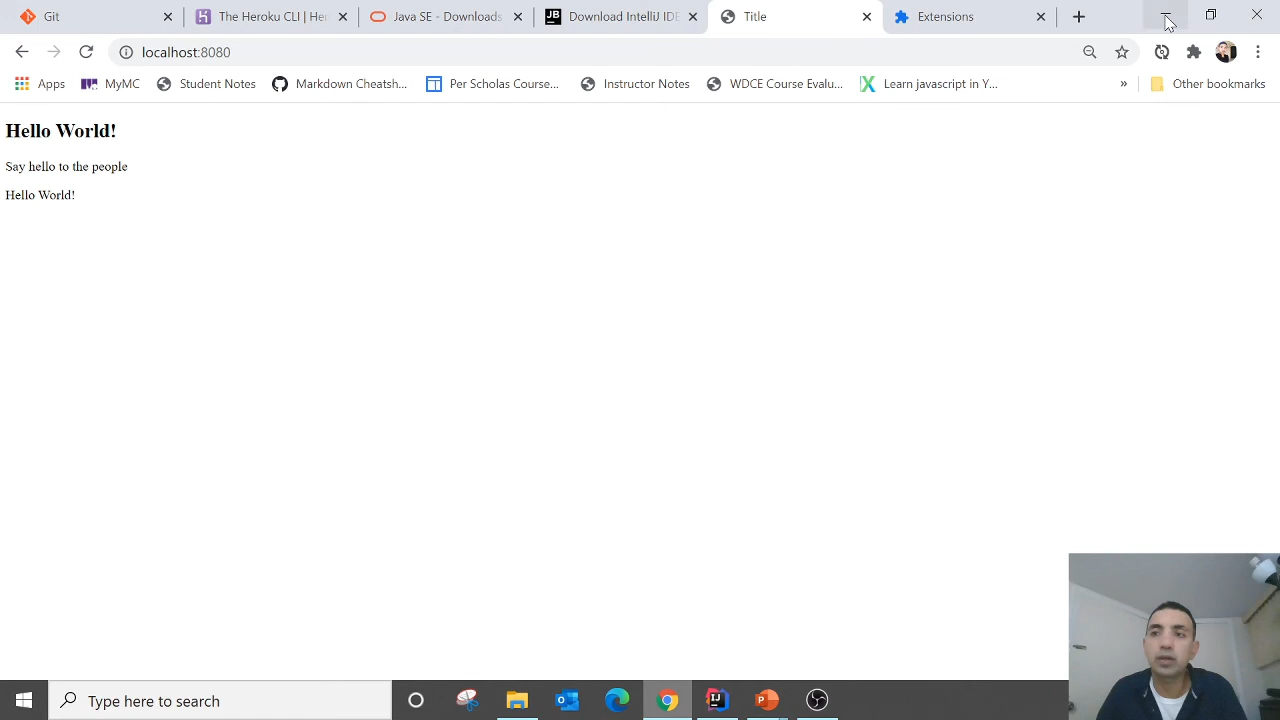 Git
The Heroku CLI | Her
Java SE - Downloads
JB Download IntelliJ IDE
Title
Extensions
localhost:8080
Apps
MyMC
Student Notes
Markdown Cheatsh...
Per Scholas Course...
Instructor Notes
WDCE Course Evalu...
Learn javascript in Y...
»
Other bookmarks
Hello World!
Say hello to the people
Hello World!
Type here to search